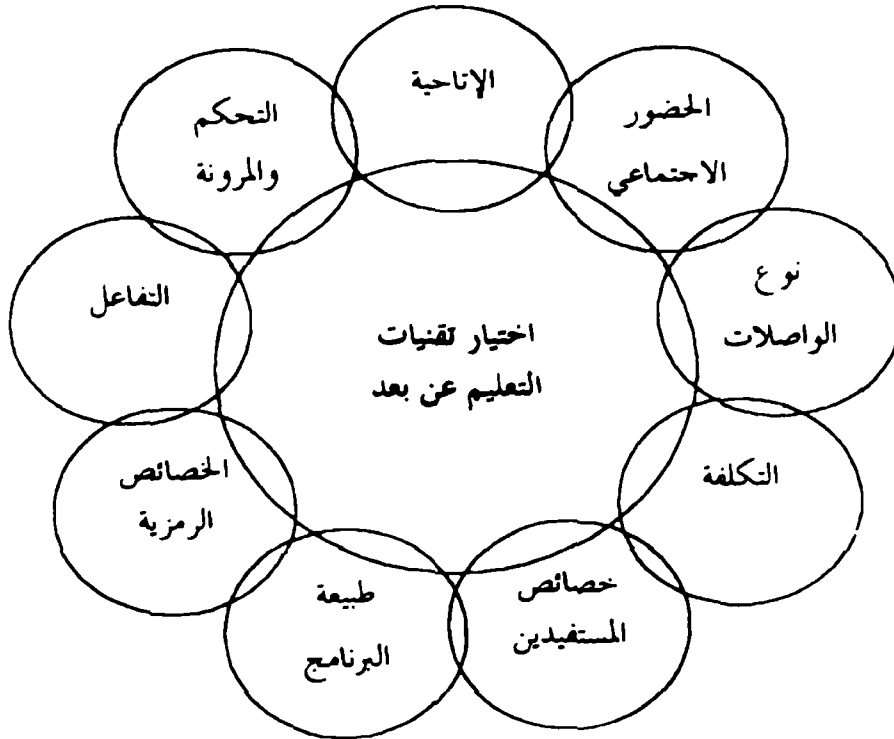 الإتاحية
الحضور
الاحتماعي
نوع
الواصلات
التكلفة
خصائص
المستفيدين
طبيعة
البرنامج
الخصائص
الرمزية
التفاعل
التحكم
والمرونة
اختيار تقنيات
التعليم عن بعد